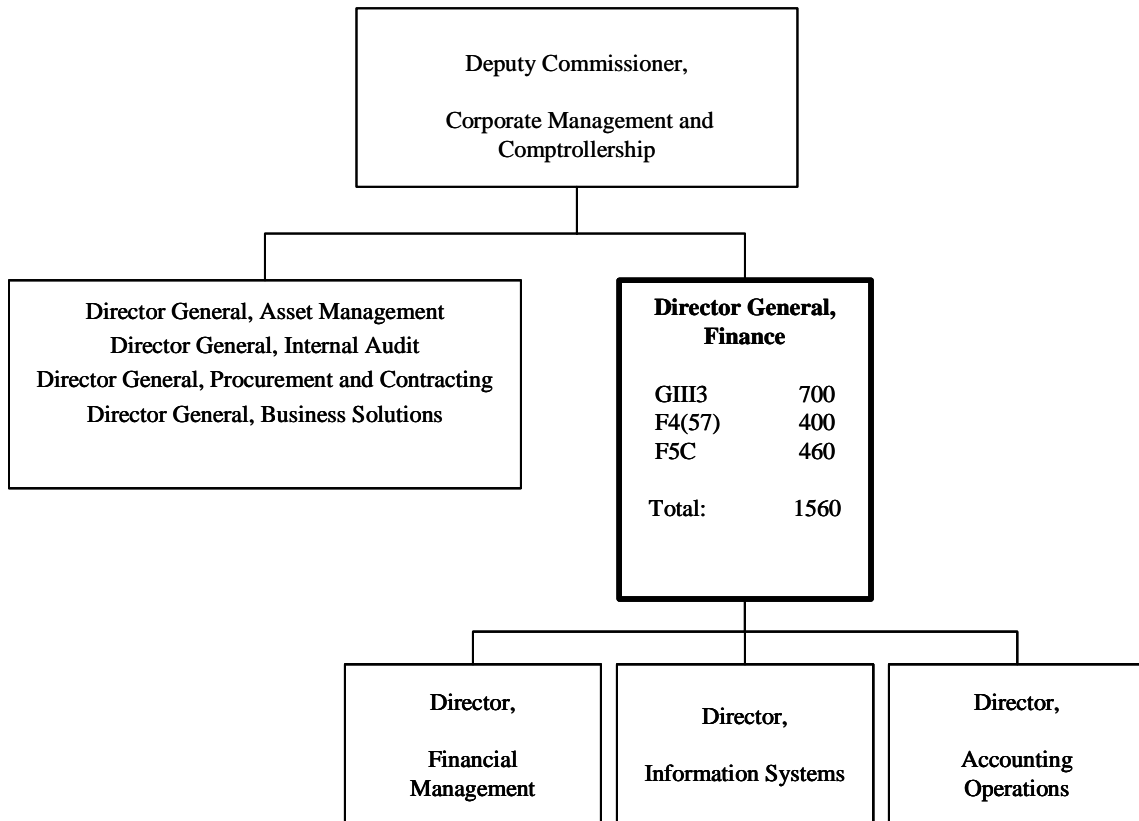 Deputy Commissioner,
Corporate Management and
Comptrollership
Director General, Asset Management
Director General, Internal Audit
Director General, Procurement and Contracting
Director General, Business Solutions
Director General,
Finance
GIII3 700
F4(57) 400
F5C 460
Total: 1560
Director,
Financial
Management
Director,
Information Systems
Director,
Accounting
Operations